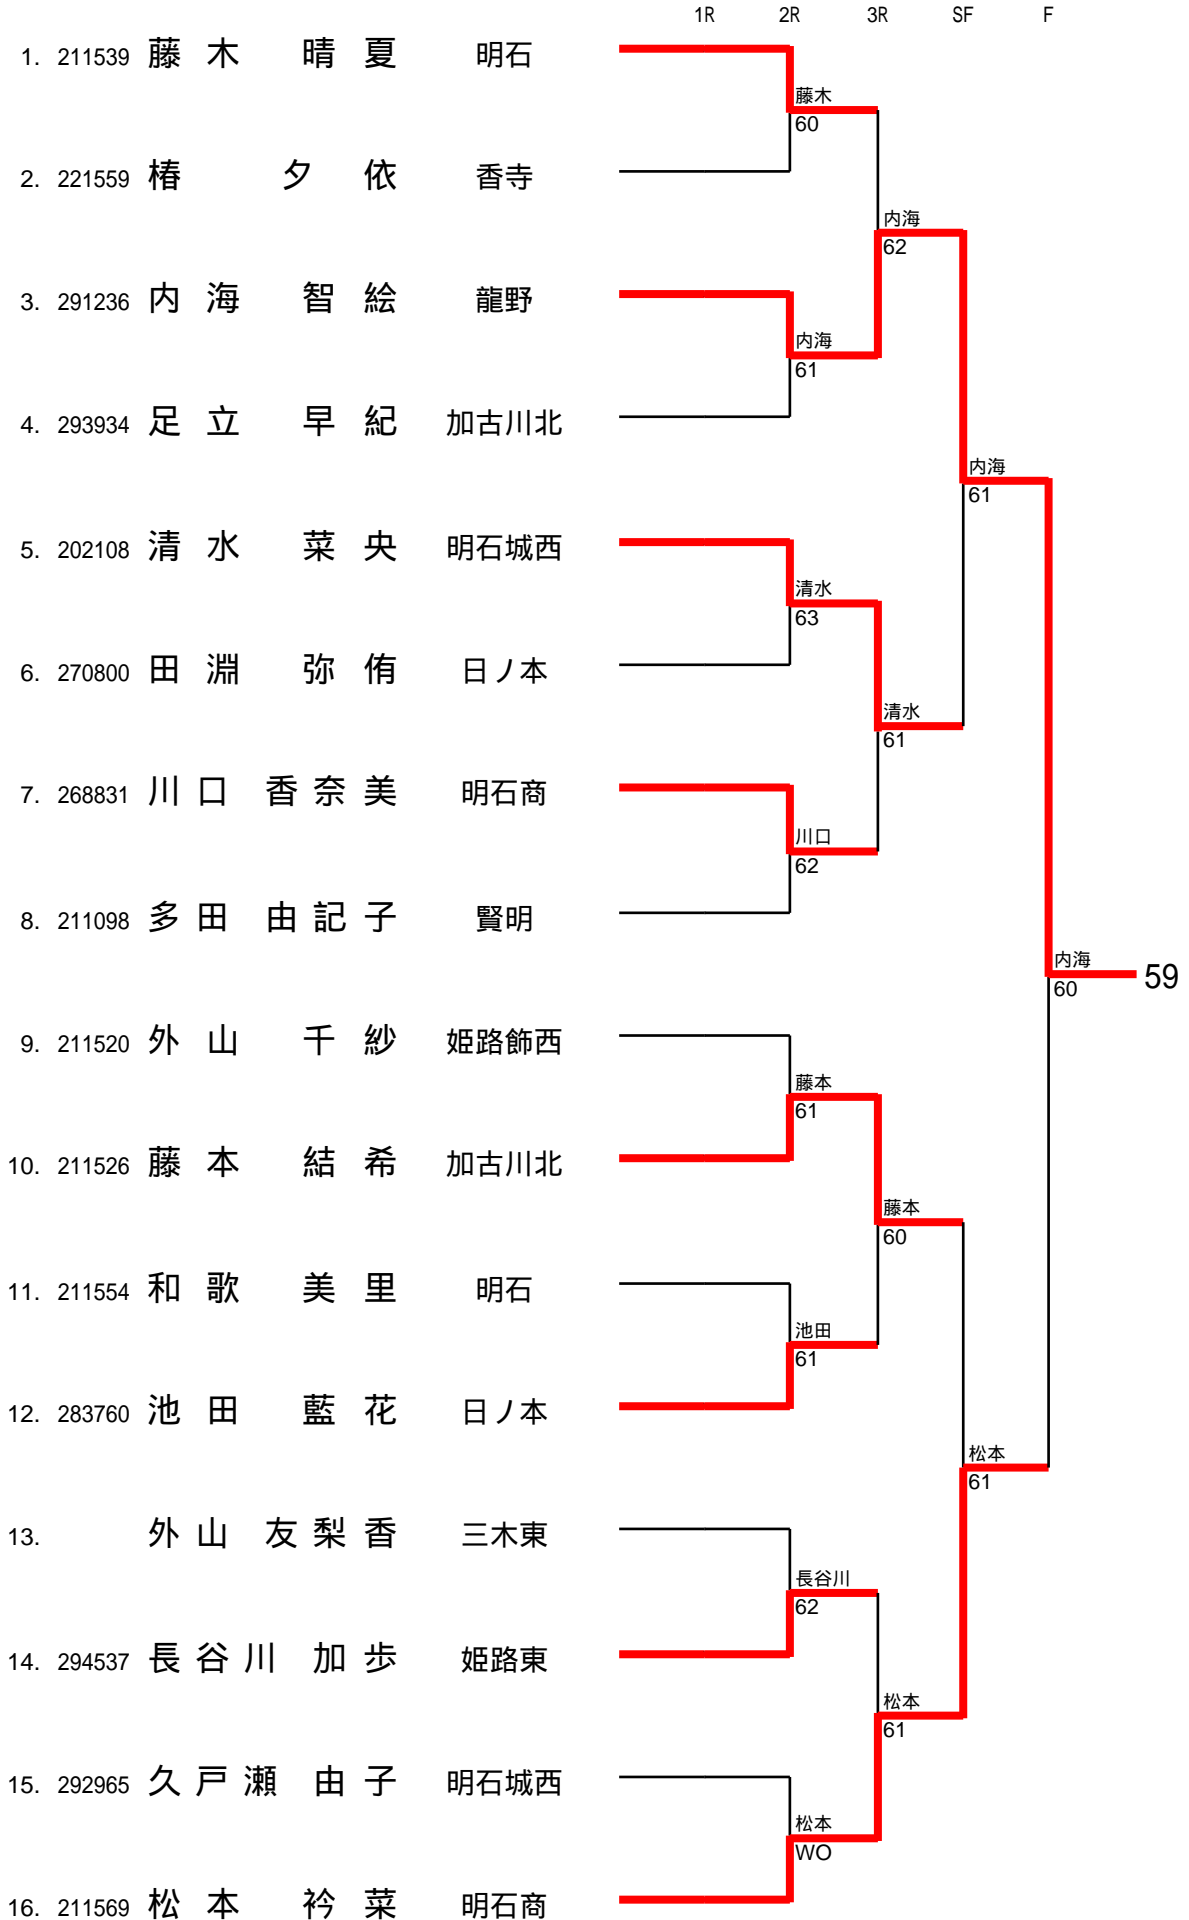 1R 2R 3R SF F
1. 211539 藤木 晴夏 明石
藤木
60
2. 221559 椿 夕依 香寺
内海
62
3. 291236 内海 智絵 龍野
内海
61
4. 293934 足立 早紀 加古川北
内海
61
5. 202108 清水 菜央 明石城西
清水
63
6. 270800 田淵 弥侑 日ノ本
清水
61
7. 268831 川口 香奈美 明石商
川口
62
8. 211098 多田 由記子 賢明
内海
60
59
9. 211520 外山 千紗 姫路飾西
藤本
61
10. 211526 藤本 結希 加古川北
藤本
60
11. 211554 和歌 美里 明石
池田
61
12. 283760 池田 藍花 日ノ本
松本
61
13. 外山 友梨香 三木東
長谷川
62
14. 294537 長谷川 加歩 姫路東
松本
61
15. 292965 久戸瀬 由子 明石城西
松本
WO
16. 211569 松本 衿菜 明石商